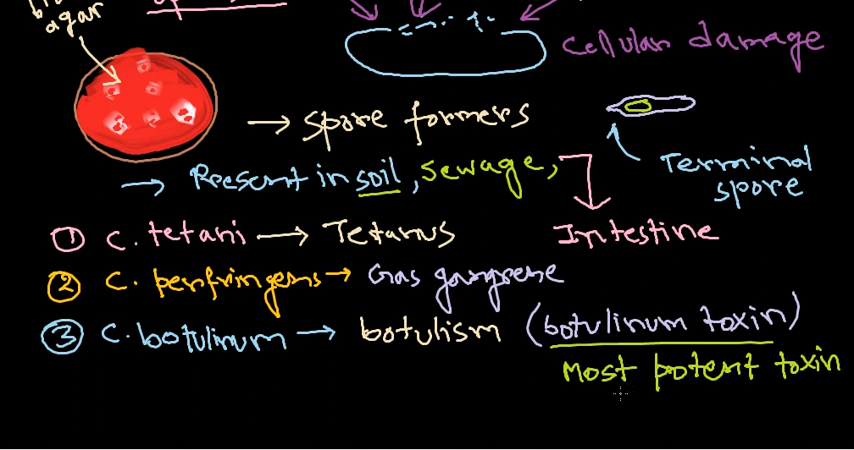 agar
Cellular damage
→ Spore formers
→ Present in soil, sewage,
Terminal
spore
Intestine
① C. tetani → Tetanus
② C. perfringens → Gas gangrene
③ C. botulinum → botulism (botulinum toxin)
Most potent toxin